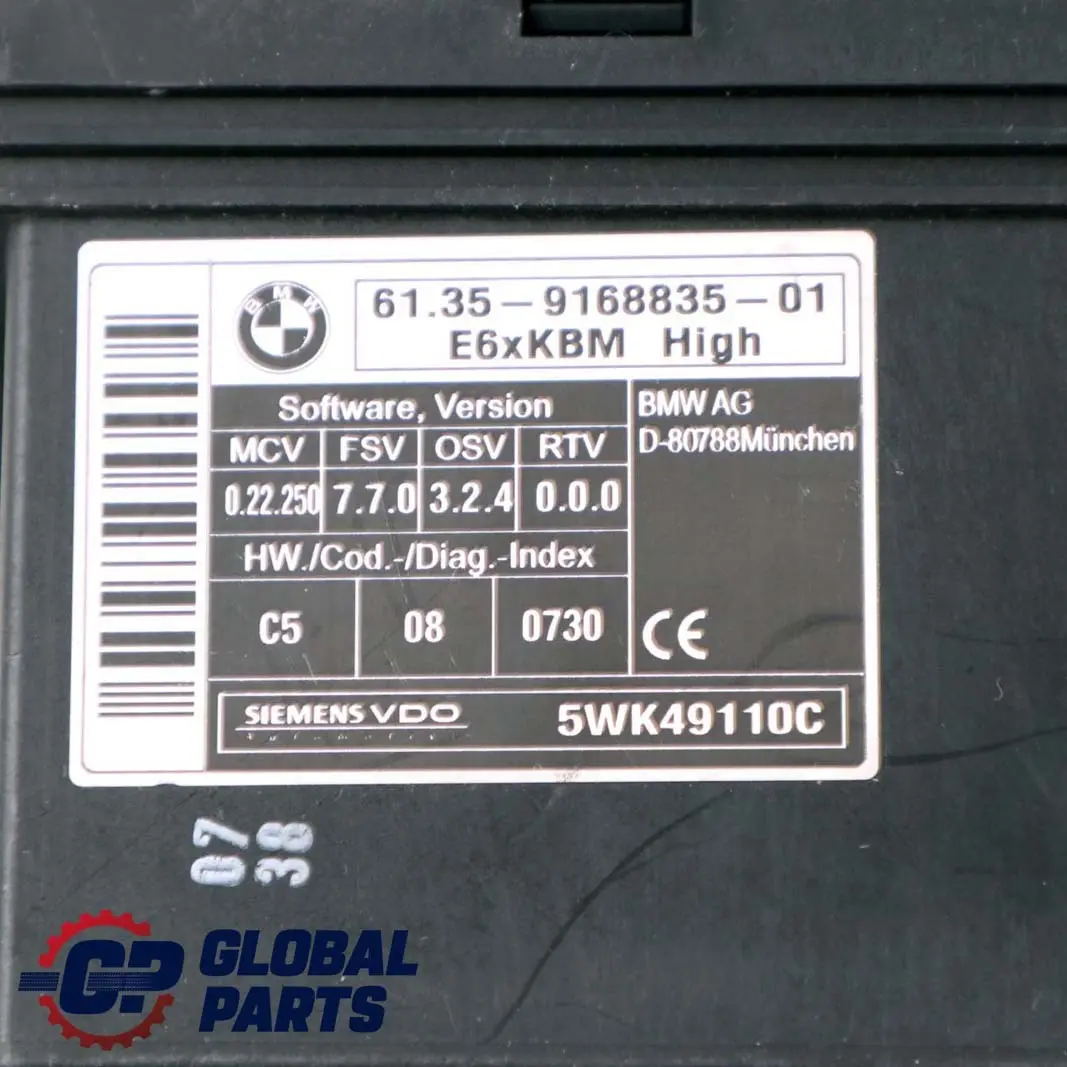 BMW
61.35-9168835-01
E6xKBM High
Software, Version
MCV FSV OSV RTV
0.22.250 7.7.0 3.2.4 0.0.0
BMW AG
D-80788München
HW./Cod.-/Diag.-Index
C5 08 0730
CE
SIEMENS VDO
5WK49110C
07
38
GP GLOBAL
PARTS